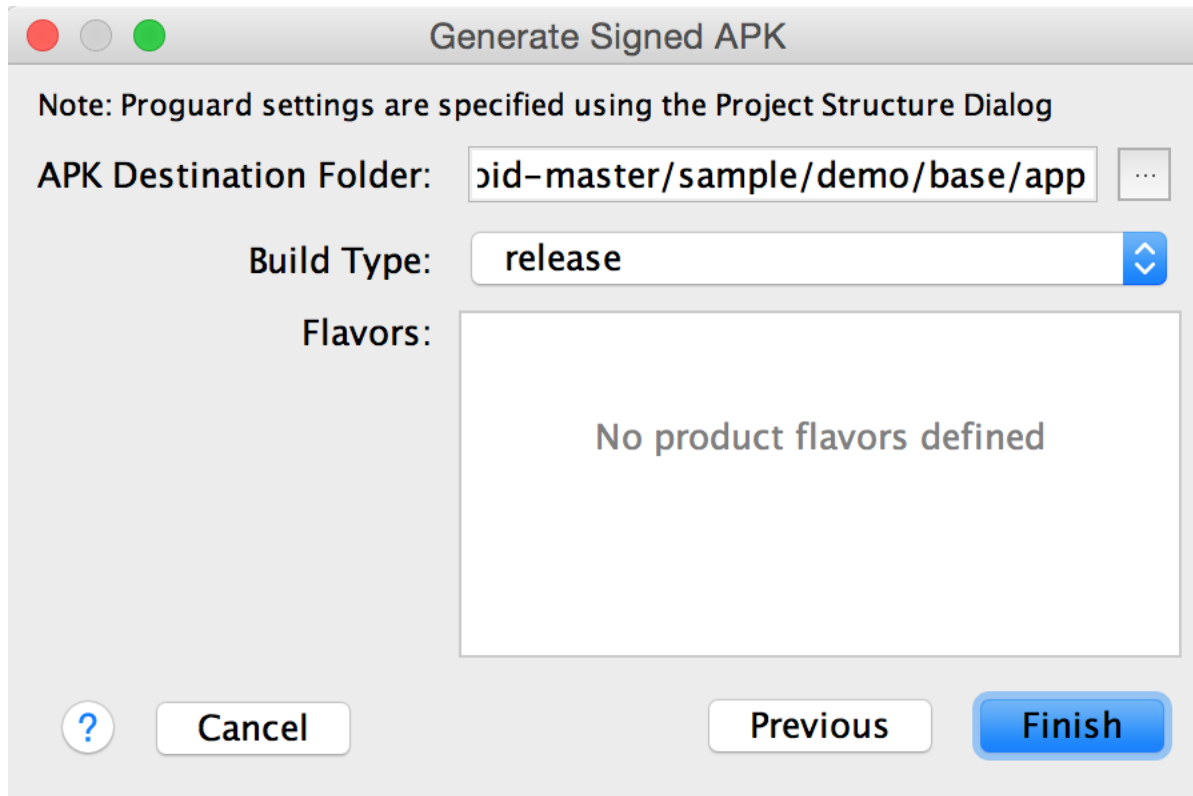 Generate Signed APK
Note: Proguard settings are specified using the Project Structure Dialog
APK Destination Folder: oid-master/sample/demo/base/app ...
Build Type: release
Flavors:
No product flavors defined
? Cancel Previous Finish